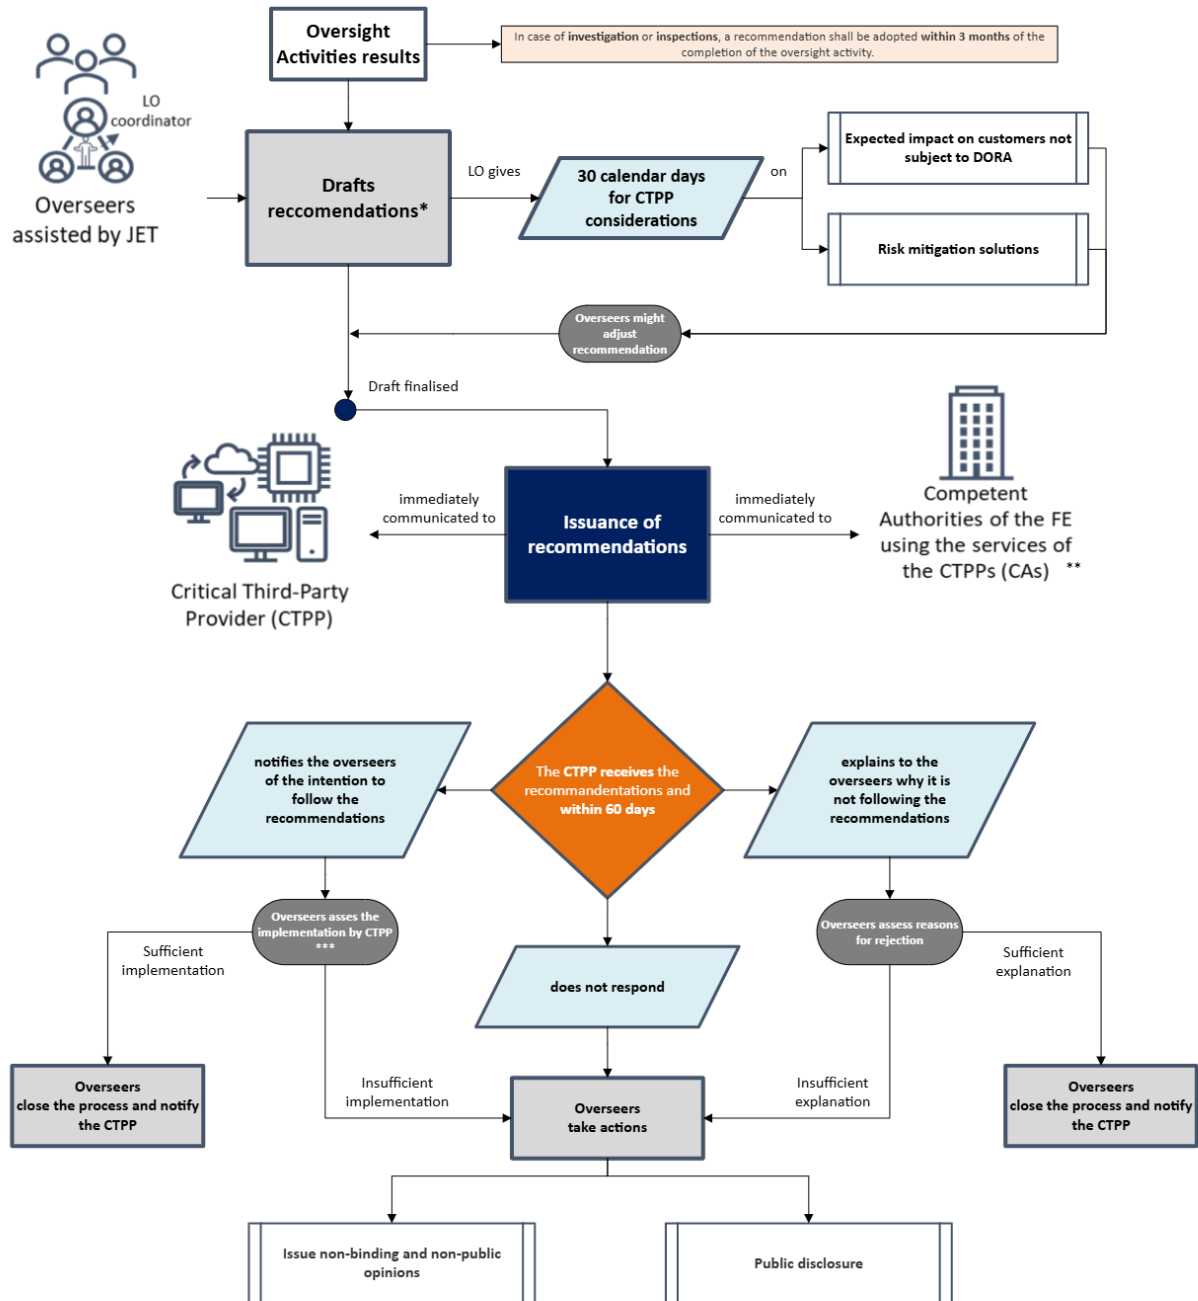 Oversight
Activities results
In case of investigation or inspections, a recommendation shall be adopted within 3 months of the
completion of the oversight activity.
LO
coordinator
Overseers
assisted by JET
Drafts
reccomendations*
LO gives
30 calendar days
for CTPP
considerations
on
Expected impact on customers not
subject to DORA
Risk mitigation solutions
Overseers might
adjust
recommendation
Draft finalised
Critical Third-Party
Provider (CTPP)
immediately
communicated to
Issuance of
recommendations
immediately
communicated to
Competent
Authorities of the FE
using the services of
the CTPPs (CAs) **
notifies the overseers
of the intention to
follow the
recommendations
The CTPP receives the
recommandentations and
within 60 days
explains to the
overseers why it is
not following the
recommendations
Overseers asses the
implementation by CTPP
***
Overseers assess reasons
for rejection
Sufficient
implementation
does not respond
Sufficient
explanation
Overseers
close the process and notify
the CTPP
Insufficient
implementation
Overseers
take actions
Insufficient
explanation
Overseers
close the process and notify
the CTPP
Issue non-binding and non-public
opinions
Public disclosure